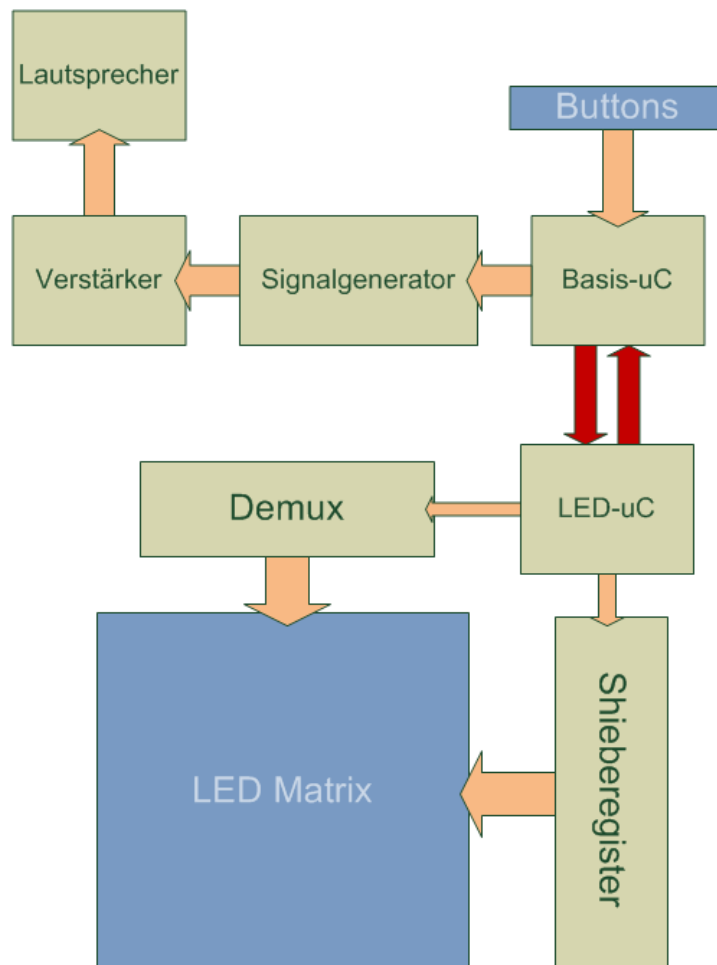 Lautsprecher
Buttons
Verstärker
Signalgenerator
Basis-uC
Demux
LED-uC
LED Matrix
Shieberegister